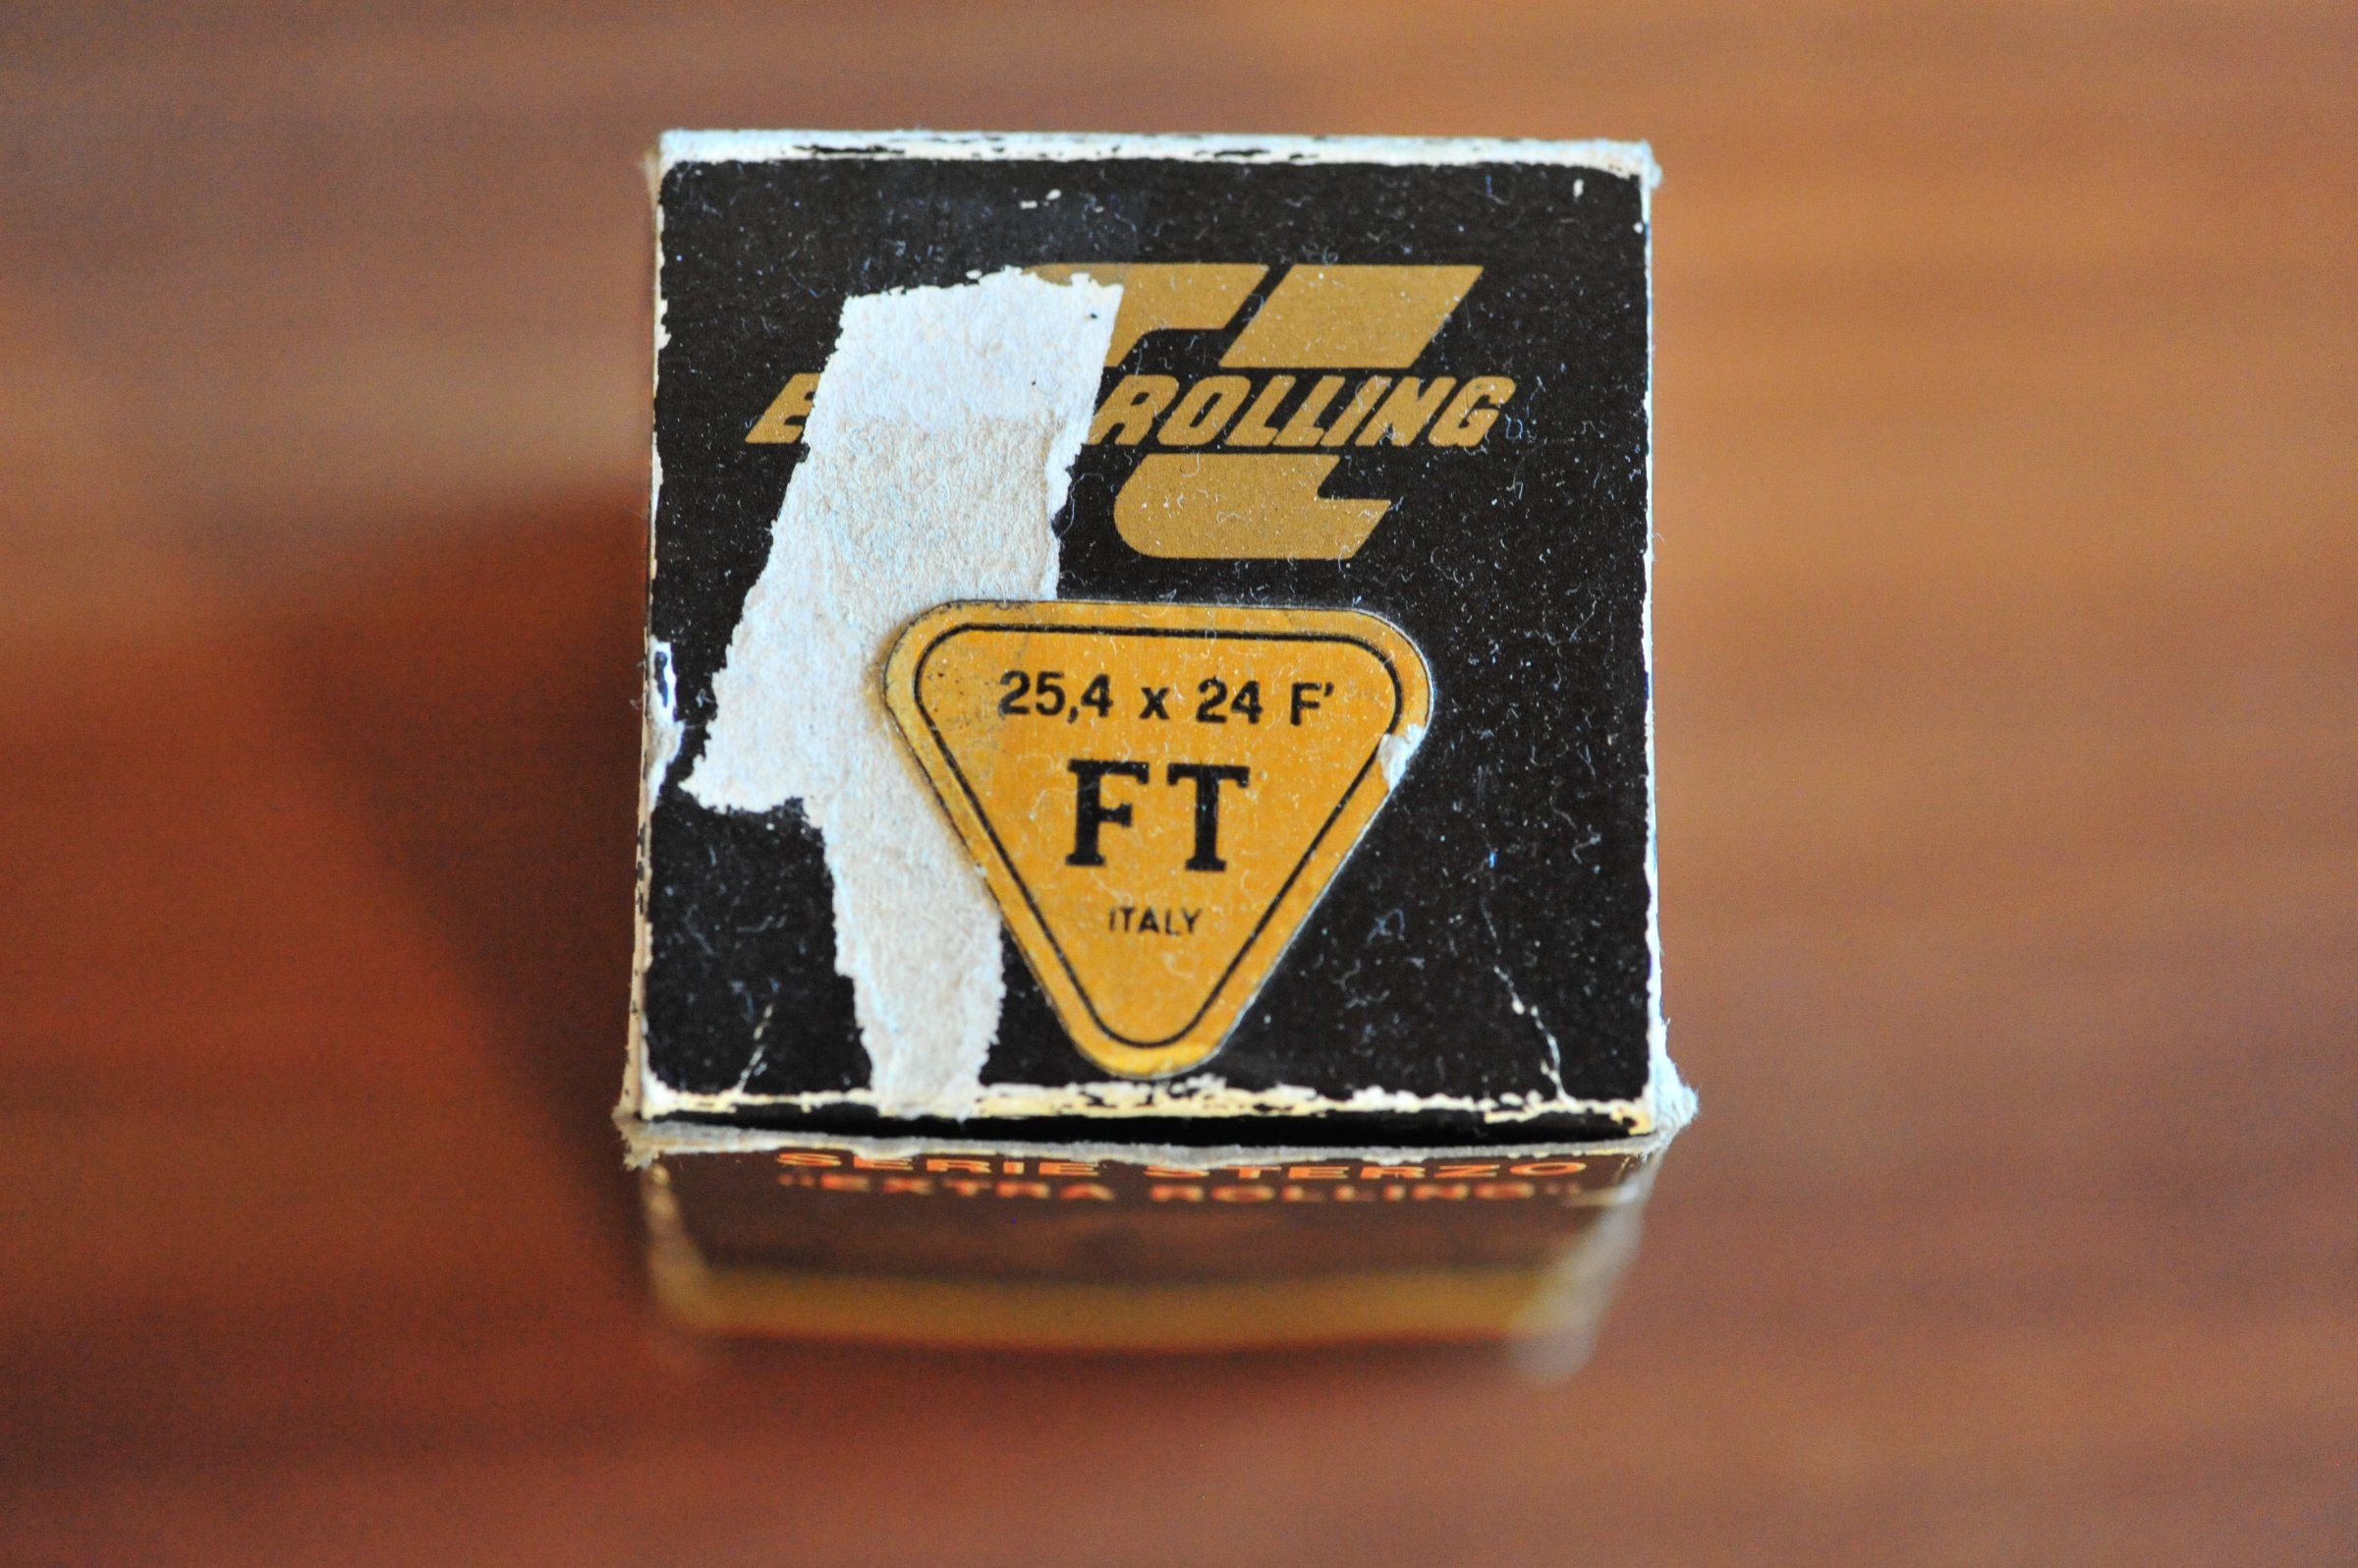 ROLLING
25,4 x 24 F'
FT
ITALY
SERIE STERZO
"EXTRA ROLLING"